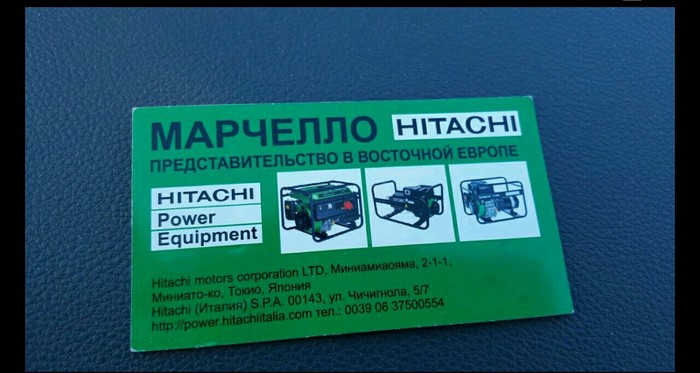 МАРЧЕЛЛО HITACHI
ПРЕДСТАВИТЕЛЬСТВО В ВОСТОЧНОЙ ЕВРОПЕ
HITACHI
Power
Equipment
Hitachi motors corporation LTD, Миниамиаояма, 2-1-1,
Миниато-ко, Токио, Япония
Hitachi (Италия) S.P.A. 00143, ул. Чичигнола, 5/7
http://power.hitachiitalia.com тел.: 0039 06 37500554